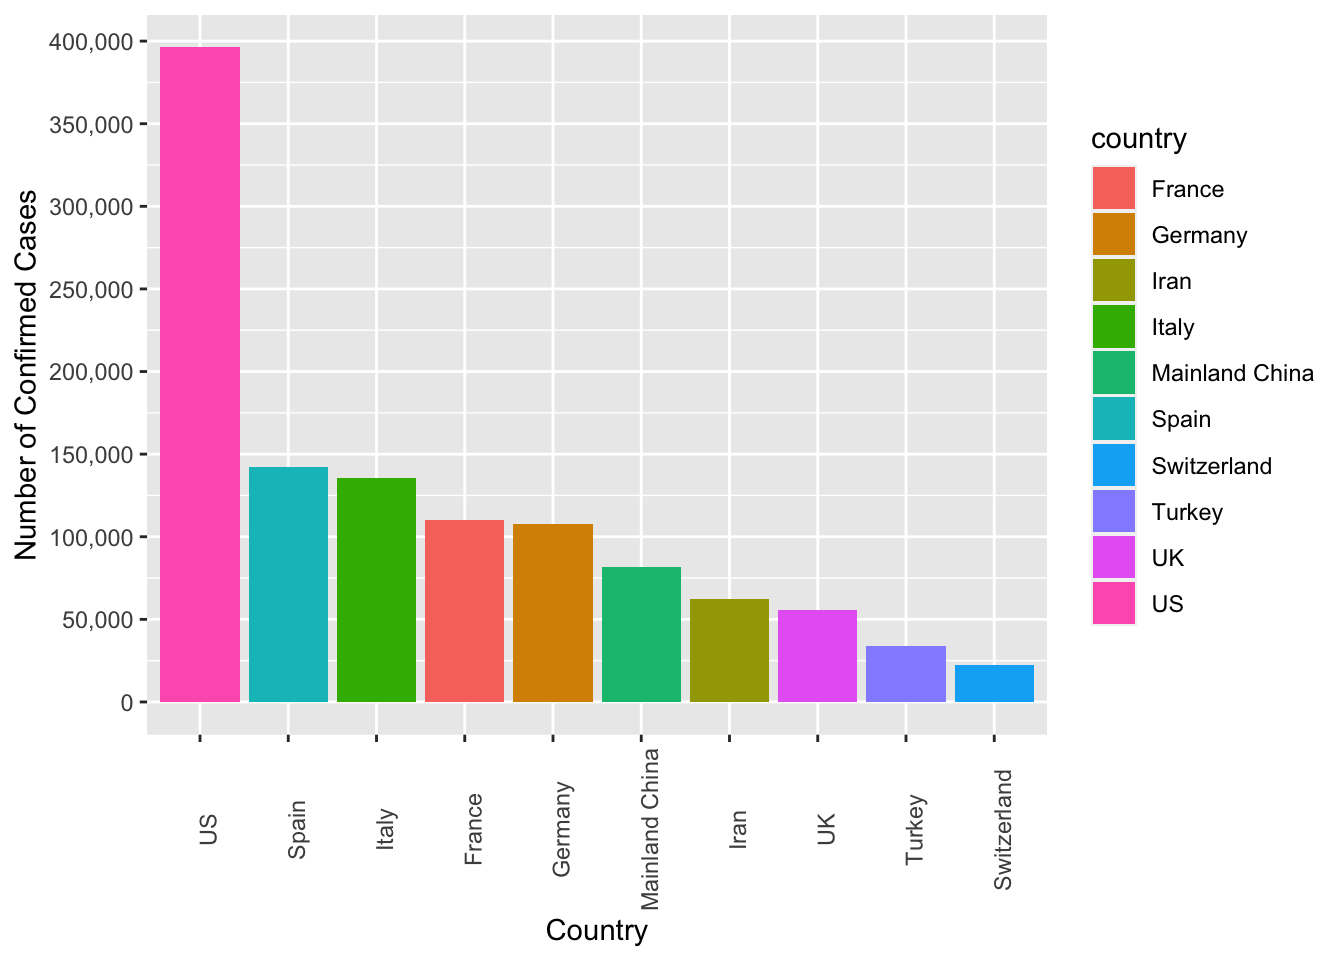 400,000
350,000
300,000
250,000
200,000
150,000
100,000
50,000
0
Number of Confirmed Cases
US
Spain
Italy
France
Germany
Mainland China
Iran
UK
Turkey
Switzerland
Country
country
France
Germany
Iran
Italy
Mainland China
Spain
Switzerland
Turkey
UK
US